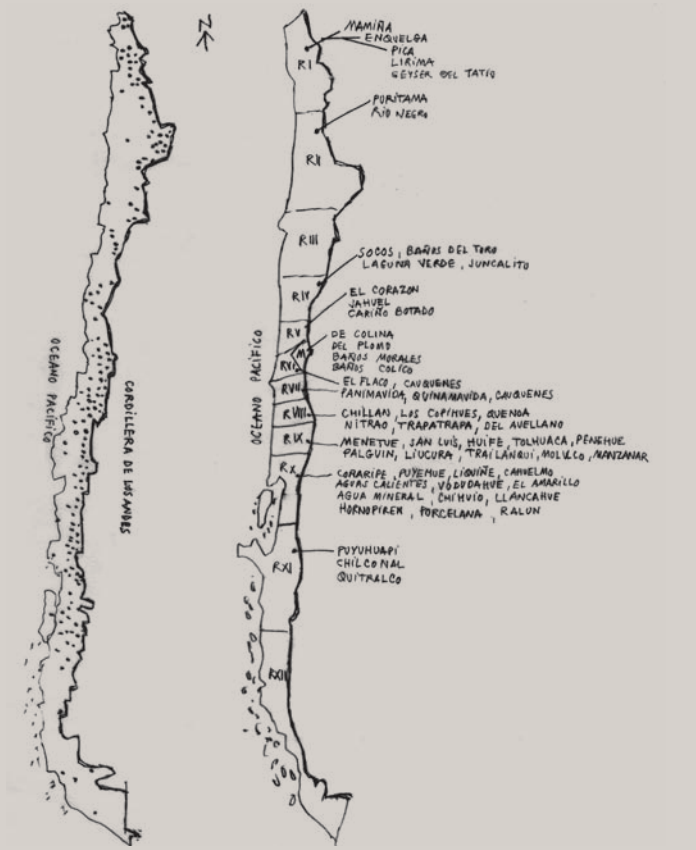 N
OCEANO PACÍFICO
CORDILLERA DE LOS ANDES
OCEANO PACÍFICO
RI
MAMIÑA
ENQUELGA
PICA
LIRIMA
GEYSER DEL TATIO
RII
PURITAMA
RIO NEGRO
RIII
RIV
SOCOS, BAÑOS DEL TORO
LAGUNA VERDE, JUNCALITO
RV
EL CORAZON
JAHUEL
CARIÑO BOTADO
M
DE COLINA
DEL PLOMO
BAÑOS MORALES
BAÑOS COLICO
RVI
EL FLACO, CAUQUENES
RVII
PANIMAVIDA, QUINAMAVIDA, CAUQUENES
RVIII
CHILLAN, LOS COPIHUES, QUENOA
NITRAO, TRAPATRAPA, DEL AVELLANO
RIX
MENETUE, SAN LUIS, HUIFE, TOLHUACA, PENEHUE
PALGUIN, LIUCURA, TRAILANQUI, MOLULCO, MANZANAR
RX
CORARIPE, PUYEHUE, LIQUIÑE, CAHUELMO
AGUAS CALIENTES, VODUDAHUE, EL AMARILLO
AGUA MINERAL, CHIHUIO, LLANCAHUE
HORNOPIREN, PORCELANA, RALUN
RXI
PUYUHUAPI
CHILCONAL
QUITRALCO
RXII